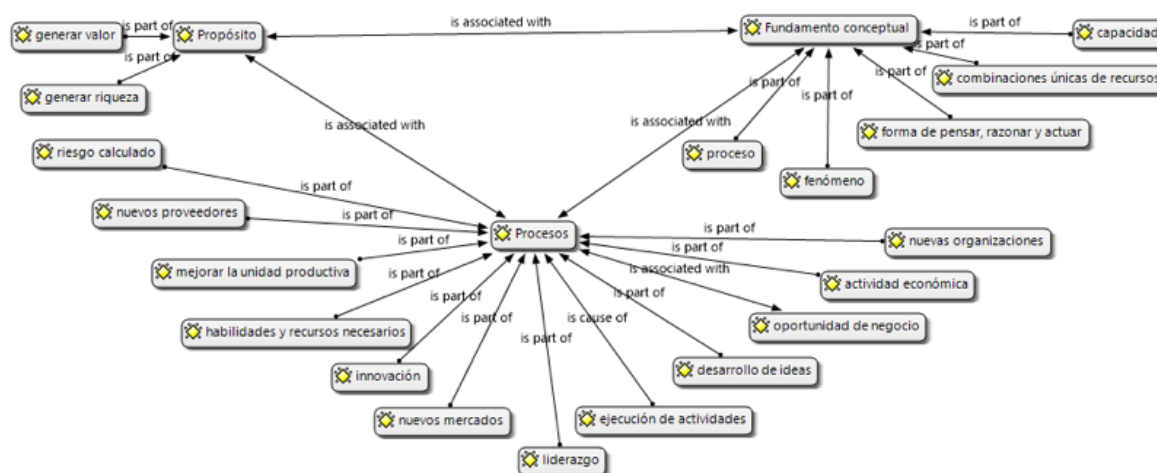 generar valor
is part of
Propósito
is associated with
Fundamento conceptual
is part of
capacidad
is part of
generar riqueza
is part of
combinaciones únicas de recursos
is part of
forma de pensar, razonar y actuar
is part of
proceso
is part of
fenómeno
is associated with
is associated with
riesgo calculado
is part of
nuevos proveedores
is part of
Procesos
is part of
nuevas organizaciones
is part of
mejorar la unidad productiva
is part of
actividad económica
is part of
habilidades y recursos necesarios
is associated with
oportunidad de negocio
is part of
innovación
is part of
desarrollo de ideas
is part of
nuevos mercados
is cause of
ejecución de actividades
is part of
liderazgo